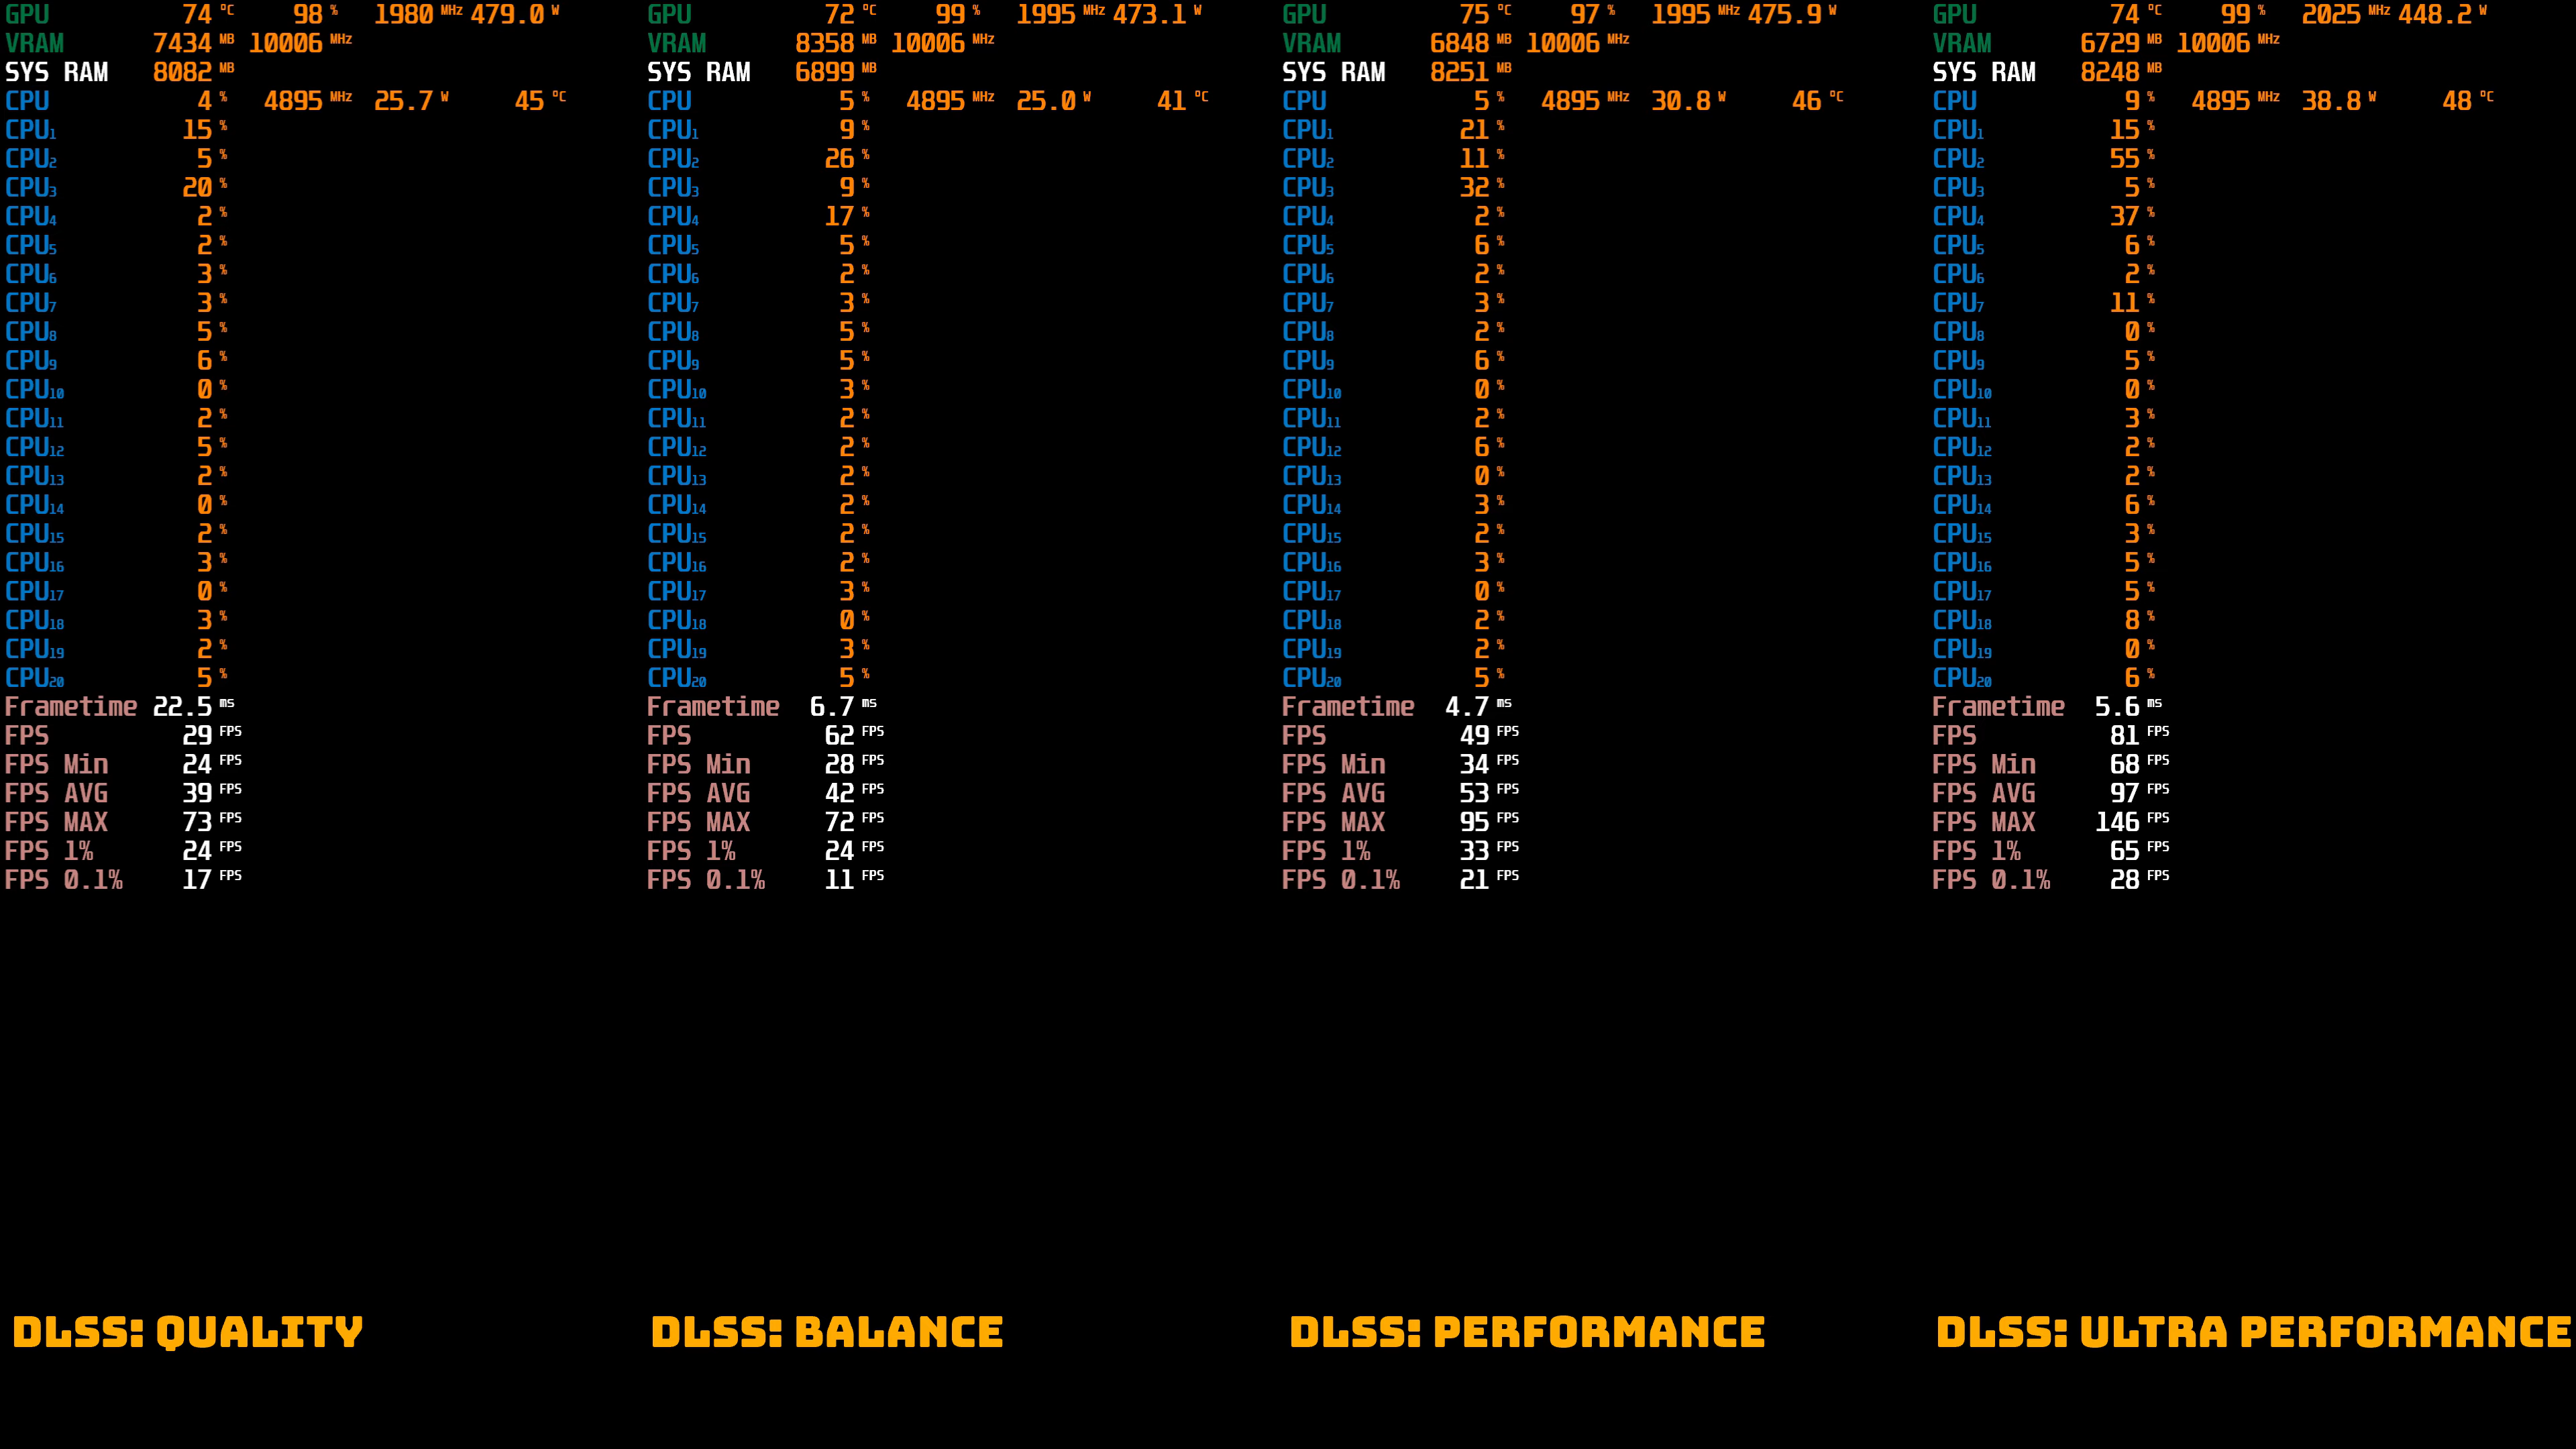 GPU 74 °C 98 % 1980 MHz 479.0 W
VRAM 7434 MB 10006 MHz
SYS RAM 8082 MB
CPU 4 % 4895 MHz 25.7 W 45 °C
CPU1 15 %
CPU2 5 %
CPU3 20 %
CPU4 2 %
CPU5 2 %
CPU6 3 %
CPU7 3 %
CPU8 5 %
CPU9 6 %
CPU10 0 %
CPU11 2 %
CPU12 5 %
CPU13 2 %
CPU14 0 %
CPU15 2 %
CPU16 3 %
CPU17 0 %
CPU18 3 %
CPU19 2 %
CPU20 5 %
Frametime 22.5 ms
FPS 29 FPS
FPS Min 24 FPS
FPS AVG 39 FPS
FPS MAX 73 FPS
FPS 1% 24 FPS
FPS 0.1% 17 FPS
DLSS: QUALITY
GPU 72 °C 99 % 1995 MHz 473.1 W
VRAM 8358 MB 10006 MHz
SYS RAM 6899 MB
CPU 5 % 4895 MHz 25.0 W 41 °C
CPU1 9 %
CPU2 26 %
CPU3 9 %
CPU4 17 %
CPU5 5 %
CPU6 2 %
CPU7 3 %
CPU8 5 %
CPU9 5 %
CPU10 3 %
CPU11 2 %
CPU12 2 %
CPU13 2 %
CPU14 2 %
CPU15 2 %
CPU16 2 %
CPU17 3 %
CPU18 0 %
CPU19 3 %
CPU20 5 %
Frametime 6.7 ms
FPS 62 FPS
FPS Min 28 FPS
FPS AVG 42 FPS
FPS MAX 72 FPS
FPS 1% 24 FPS
FPS 0.1% 11 FPS
DLSS: BALANCE
GPU 75 °C 97 % 1995 MHz 475.9 W
VRAM 6848 MB 10006 MHz
SYS RAM 8251 MB
CPU 5 % 4895 MHz 30.8 W 46 °C
CPU1 21 %
CPU2 11 %
CPU3 32 %
CPU4 2 %
CPU5 6 %
CPU6 2 %
CPU7 3 %
CPU8 2 %
CPU9 6 %
CPU10 0 %
CPU11 2 %
CPU12 6 %
CPU13 0 %
CPU14 3 %
CPU15 2 %
CPU16 3 %
CPU17 0 %
CPU18 2 %
CPU19 2 %
CPU20 5 %
Frametime 4.7 ms
FPS 49 FPS
FPS Min 34 FPS
FPS AVG 53 FPS
FPS MAX 95 FPS
FPS 1% 33 FPS
FPS 0.1% 21 FPS
DLSS: PERFORMANCE
GPU 74 °C 99 % 2025 MHz 448.2 W
VRAM 6729 MB 10006 MHz
SYS RAM 8248 MB
CPU 9 % 4895 MHz 38.8 W 48 °C
CPU1 15 %
CPU2 55 %
CPU3 5 %
CPU4 37 %
CPU5 6 %
CPU6 2 %
CPU7 11 %
CPU8 0 %
CPU9 5 %
CPU10 0 %
CPU11 3 %
CPU12 2 %
CPU13 2 %
CPU14 6 %
CPU15 3 %
CPU16 5 %
CPU17 5 %
CPU18 8 %
CPU19 0 %
CPU20 6 %
Frametime 5.6 ms
FPS 81 FPS
FPS Min 68 FPS
FPS AVG 97 FPS
FPS MAX 146 FPS
FPS 1% 65 FPS
FPS 0.1% 28 FPS
DLSS: ULTRA PERFORMANCE